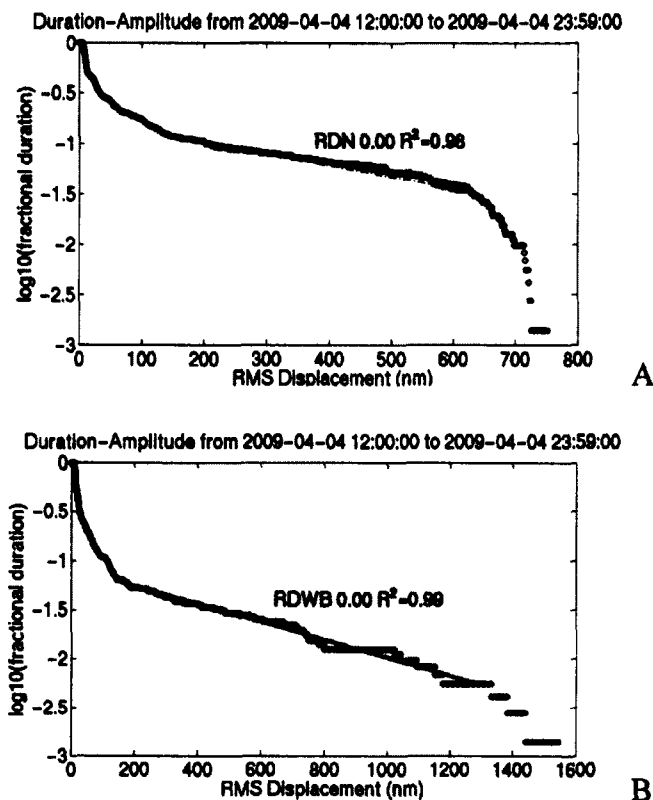 Duration-Amplitude from 2009-04-04 12:00:00 to 2009-04-04 23:59:00
0
-0.5
-1
-1.5
-2
-2.5
-3
log10(fractional duration)
RDN 0.00 R²=0.98
0 100 200 300 400 500 600 700 800
RMS Displacement (nm)
A
Duration-Amplitude from 2009-04-04 12:00:00 to 2009-04-04 23:59:00
0
-0.5
-1
-1.5
-2
-2.5
-3
log10(fractional duration)
RDWB 0.00 R²=0.99
0 200 400 600 800 1000 1200 1400 1600
RMS Displacement (nm)
B